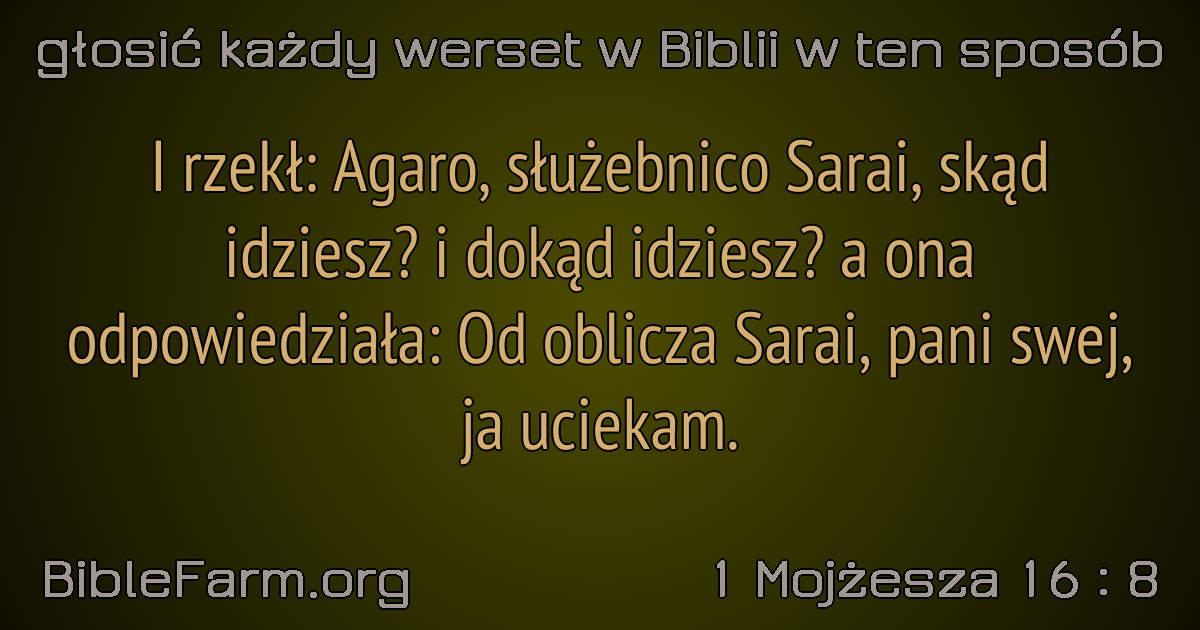 głosić każdy werset w Biblii w ten sposób
I rzekł: Agaro, służebnico Sarai, skąd
idziesz? i dokąd idziesz? a ona
odpowiedziała: Od oblicza Sarai, pani swej,
ja uciekam.
BibleFarm.org
1 Mojżesza 16 : 8